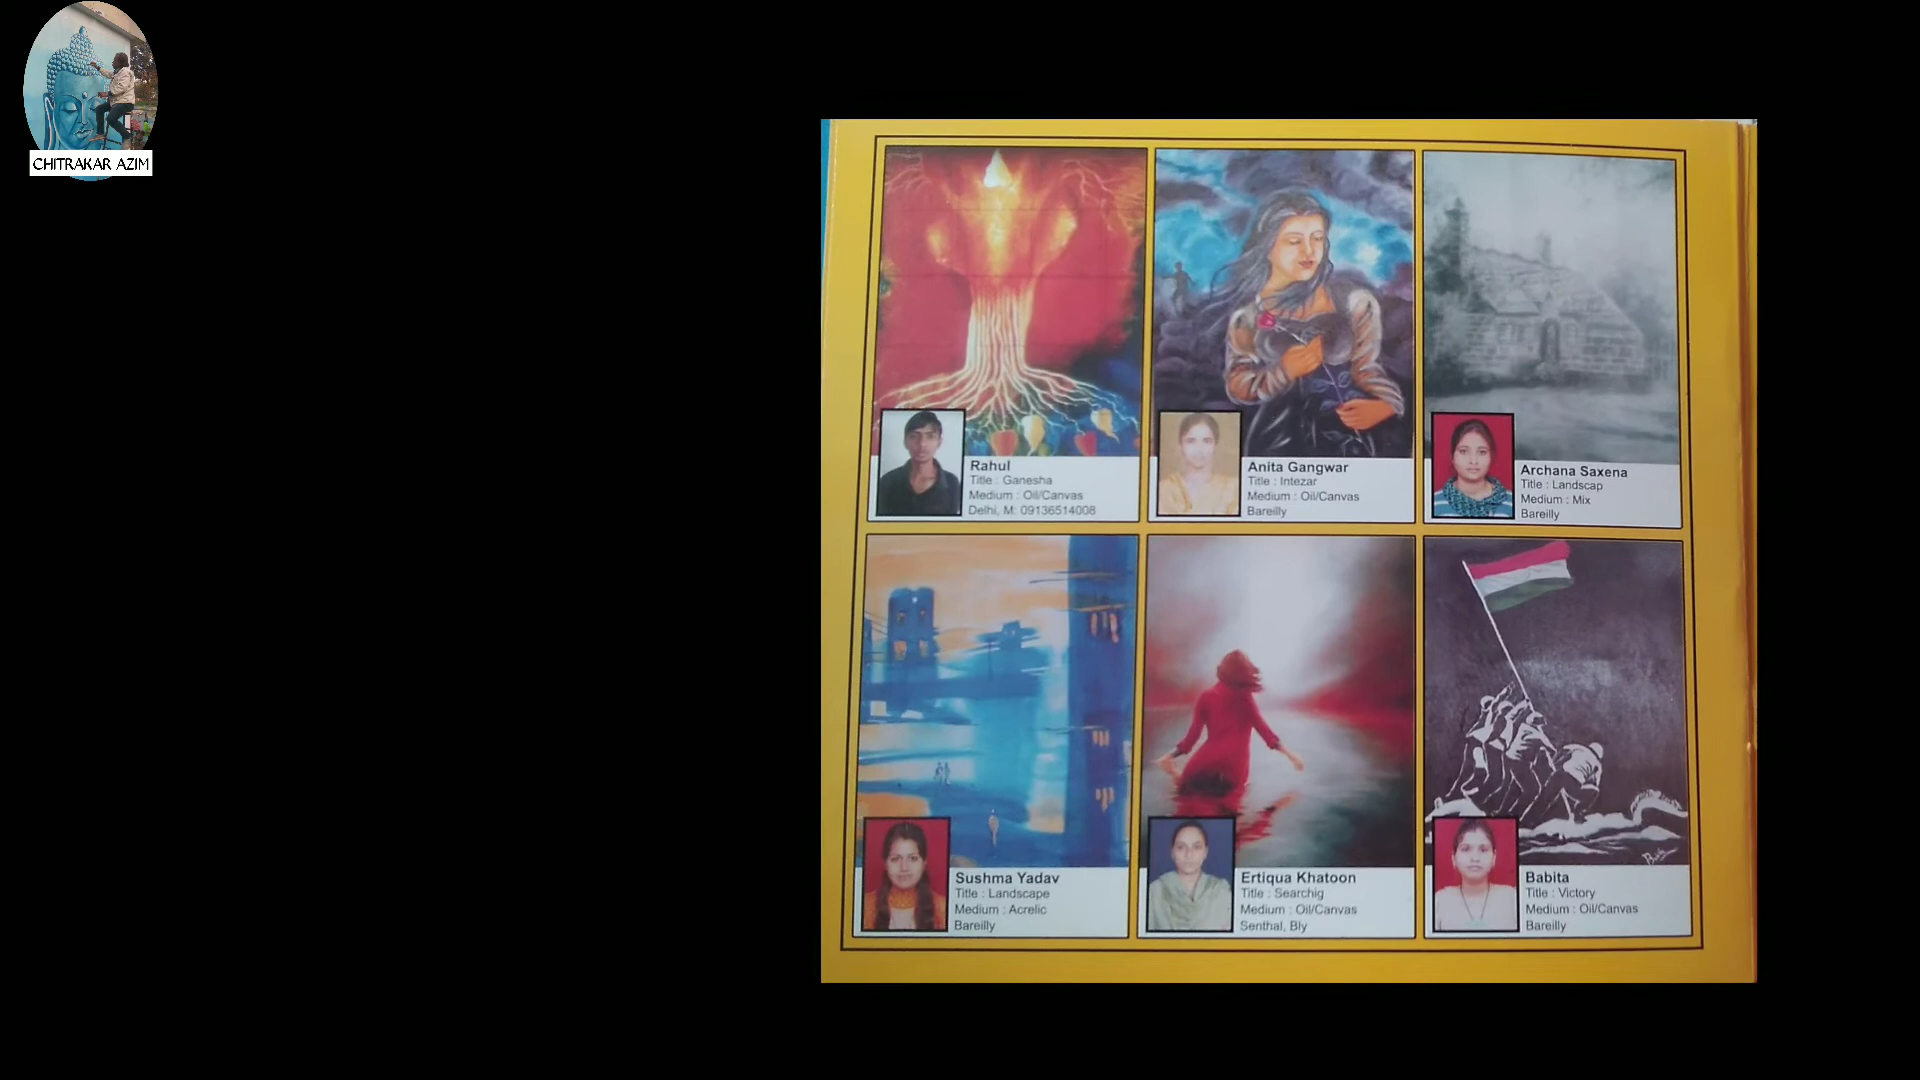 CHITRAKAR AZIM
Rahul
Title : Ganesha
Medium : Oil/Canvas
Delhi, M: 09136514008
Anita Gangwar
Title : Intezar
Medium : Oil/Canvas
Bareilly
Archana Saxena
Title : Landscap
Medium : Mix
Bareilly
Sushma Yadav
Title : Landscape
Medium : Acrelic
Bareilly
Ertiqua Khatoon
Title : Searchig
Medium : Oil/Canvas
Senthal, Bly
Babita
Title : Victory
Medium : Oil/Canvas
Bareilly